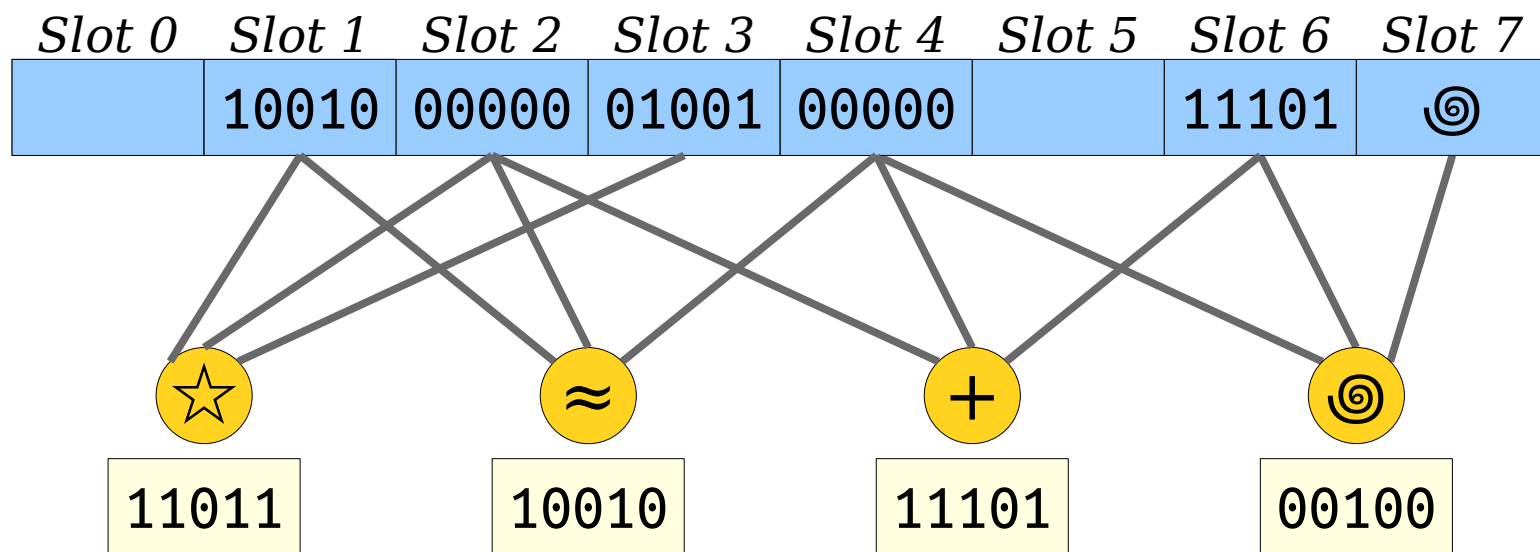 Slot 0 Slot 1 Slot 2 Slot 3 Slot 4 Slot 5 Slot 6 Slot 7
10010 00000 01001 00000 11101 ꩜
☆ ≈ + ꩜
11011 10010 11101 00100